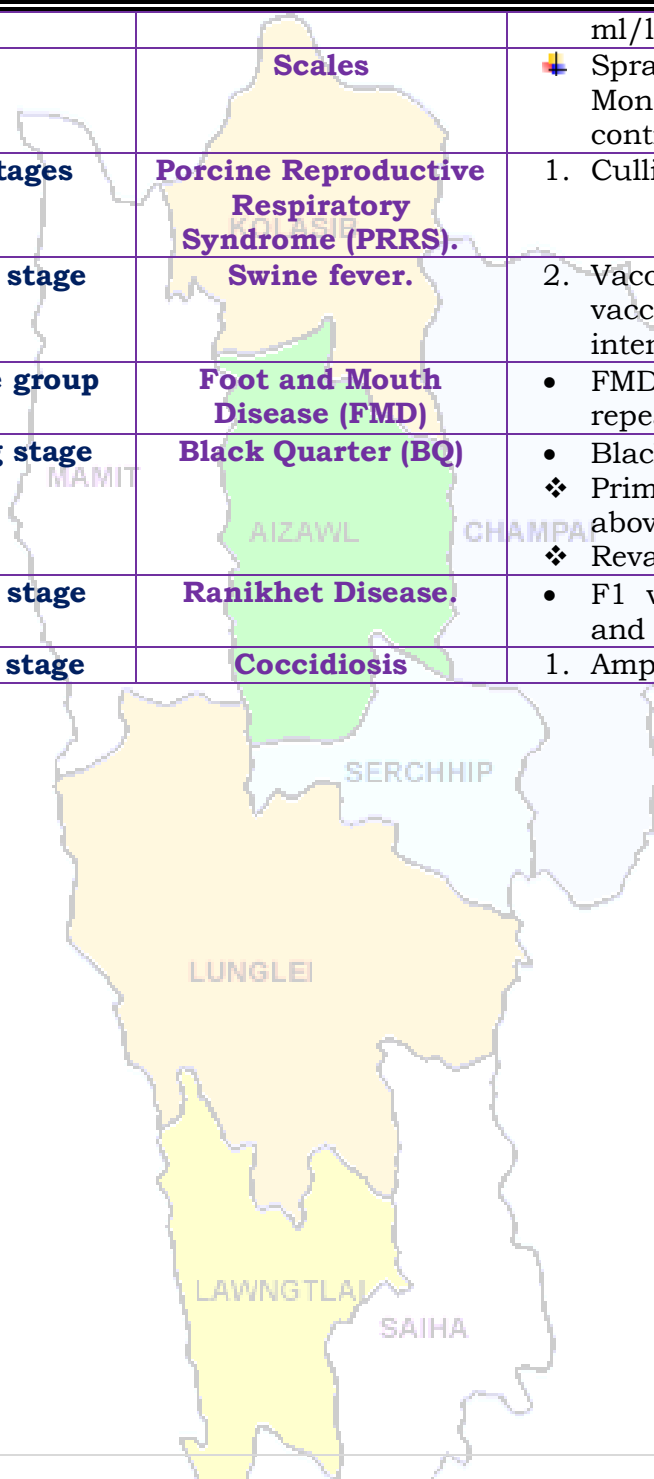 ml/l
Scales
Spra
Mon
cont
tages
Porcine Reproductive
Respiratory
Syndrome (PRRS).
1. Culli
stage
Swine fever.
2. Vacc
vacc
inter
group
Foot and Mouth
Disease (FMD)
• FMD
repea
stage
Black Quarter (BQ)
• Blac
❖ Prim
abov
❖ Reva
stage
Ranikhet Disease.
• F1 v
and
stage
Coccidiosis
1. Amp
KOLASIB
MAMIT
AIZAWL
CHAMPAI
SERCHHIP
LUNGLEI
LAWNGTLAI
SAIHA